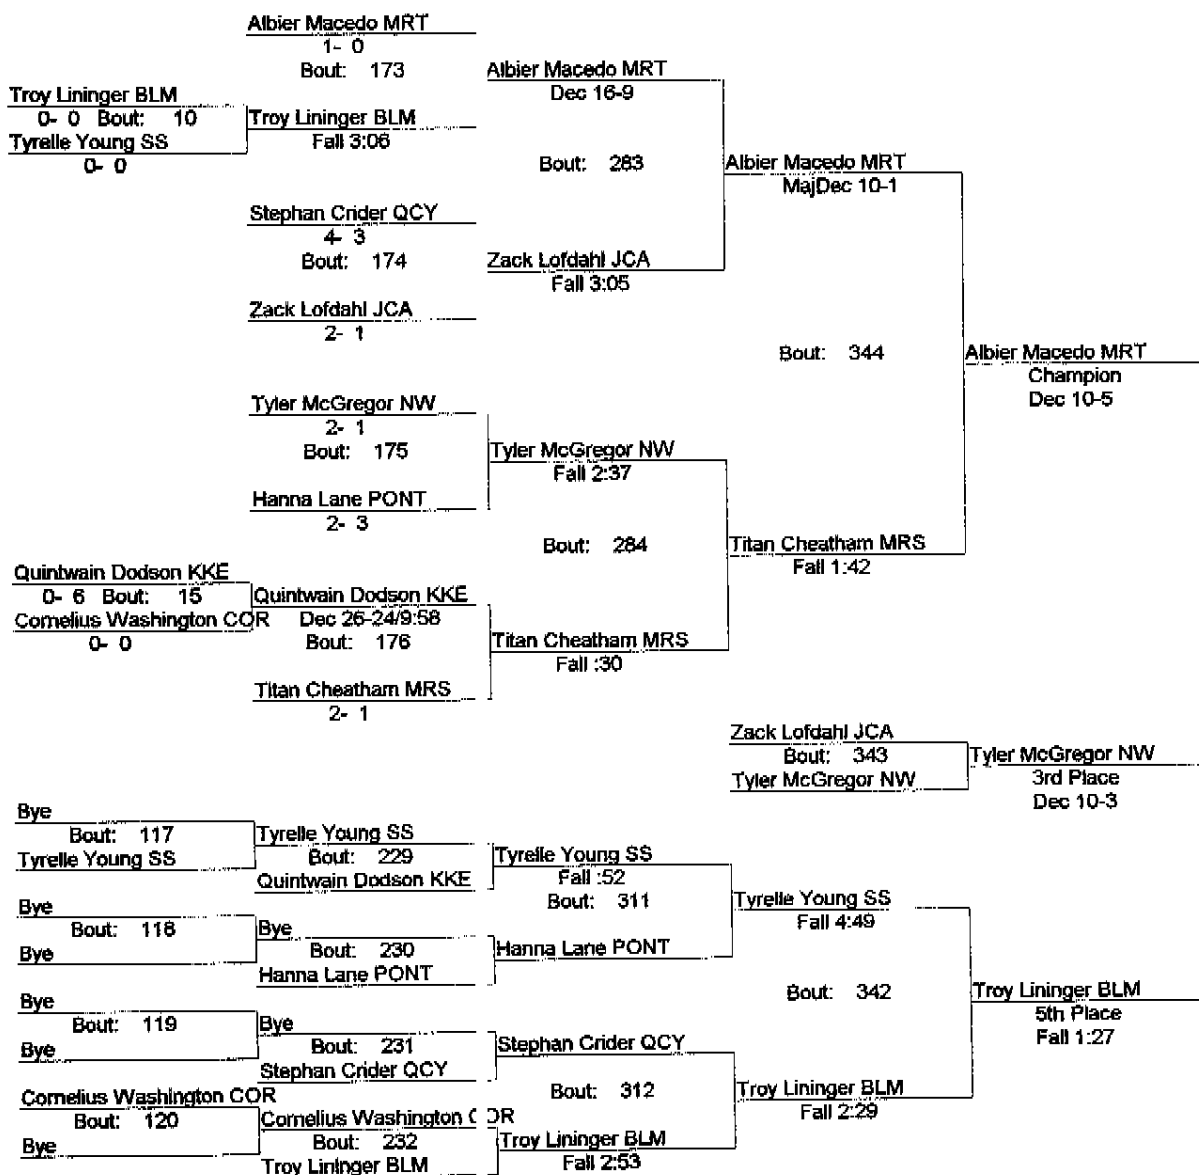 Albier Macedo MRT
1- 0
Bout: 173
Albier Macedo MRT
Dec 16-9
Troy Lininger BLM
0- 0 Bout: 10
Troy Lininger BLM
Tyrelle Young SS
Fall 3:06
0- 0
Bout: 283
Albier Macedo MRT
MajDec 10-1
Stephan Crider QCY
4- 3
Bout: 174
Zack Lofdahl JCA
Fall 3:05
Zack Lofdahl JCA
2- 1
Bout: 344
Albier Macedo MRT
Champion
Dec 10-5
Tyler McGregor NW
2- 1
Bout: 175
Tyler McGregor NW
Fall 2:37
Hanna Lane PONT
2- 3
Bout: 284
Titan Cheatham MRS
Fall 1:42
Quintwain Dodson KKE
0- 6 Bout: 15
Quintwain Dodson KKE
Cornelius Washington COR
Dec 26-24/9:58
0- 0
Bout: 176
Titan Cheatham MRS
Fall :30
Titan Cheatham MRS
2- 1
Zack Lofdahl JCA
Bout: 343
Tyler McGregor NW
Tyler McGregor NW
3rd Place
Dec 10-3
Bye
Bout: 117
Tyrelle Young SS
Tyrelle Young SS
Bout: 229
Quintwain Dodson KKE
Tyrelle Young SS
Fall :52
Bout: 311
Tyrelle Young SS
Fall 4:49
Bye
Bout: 118
Bye
Bye
Bout: 230
Hanna Lane PONT
Hanna Lane PONT
Bout: 342
Troy Lininger BLM
5th Place
Fall 1:27
Bye
Bout: 119
Bye
Bye
Bout: 231
Stephan Crider QCY
Stephan Crider QCY
Bout: 312
Troy Lininger BLM
Fall 2:29
Cornelius Washington COR
Bout: 120
Bye
Cornelius Washington COR
Bout: 232
Troy Lininger BLM
Troy Lininger BLM
Fall 2:53